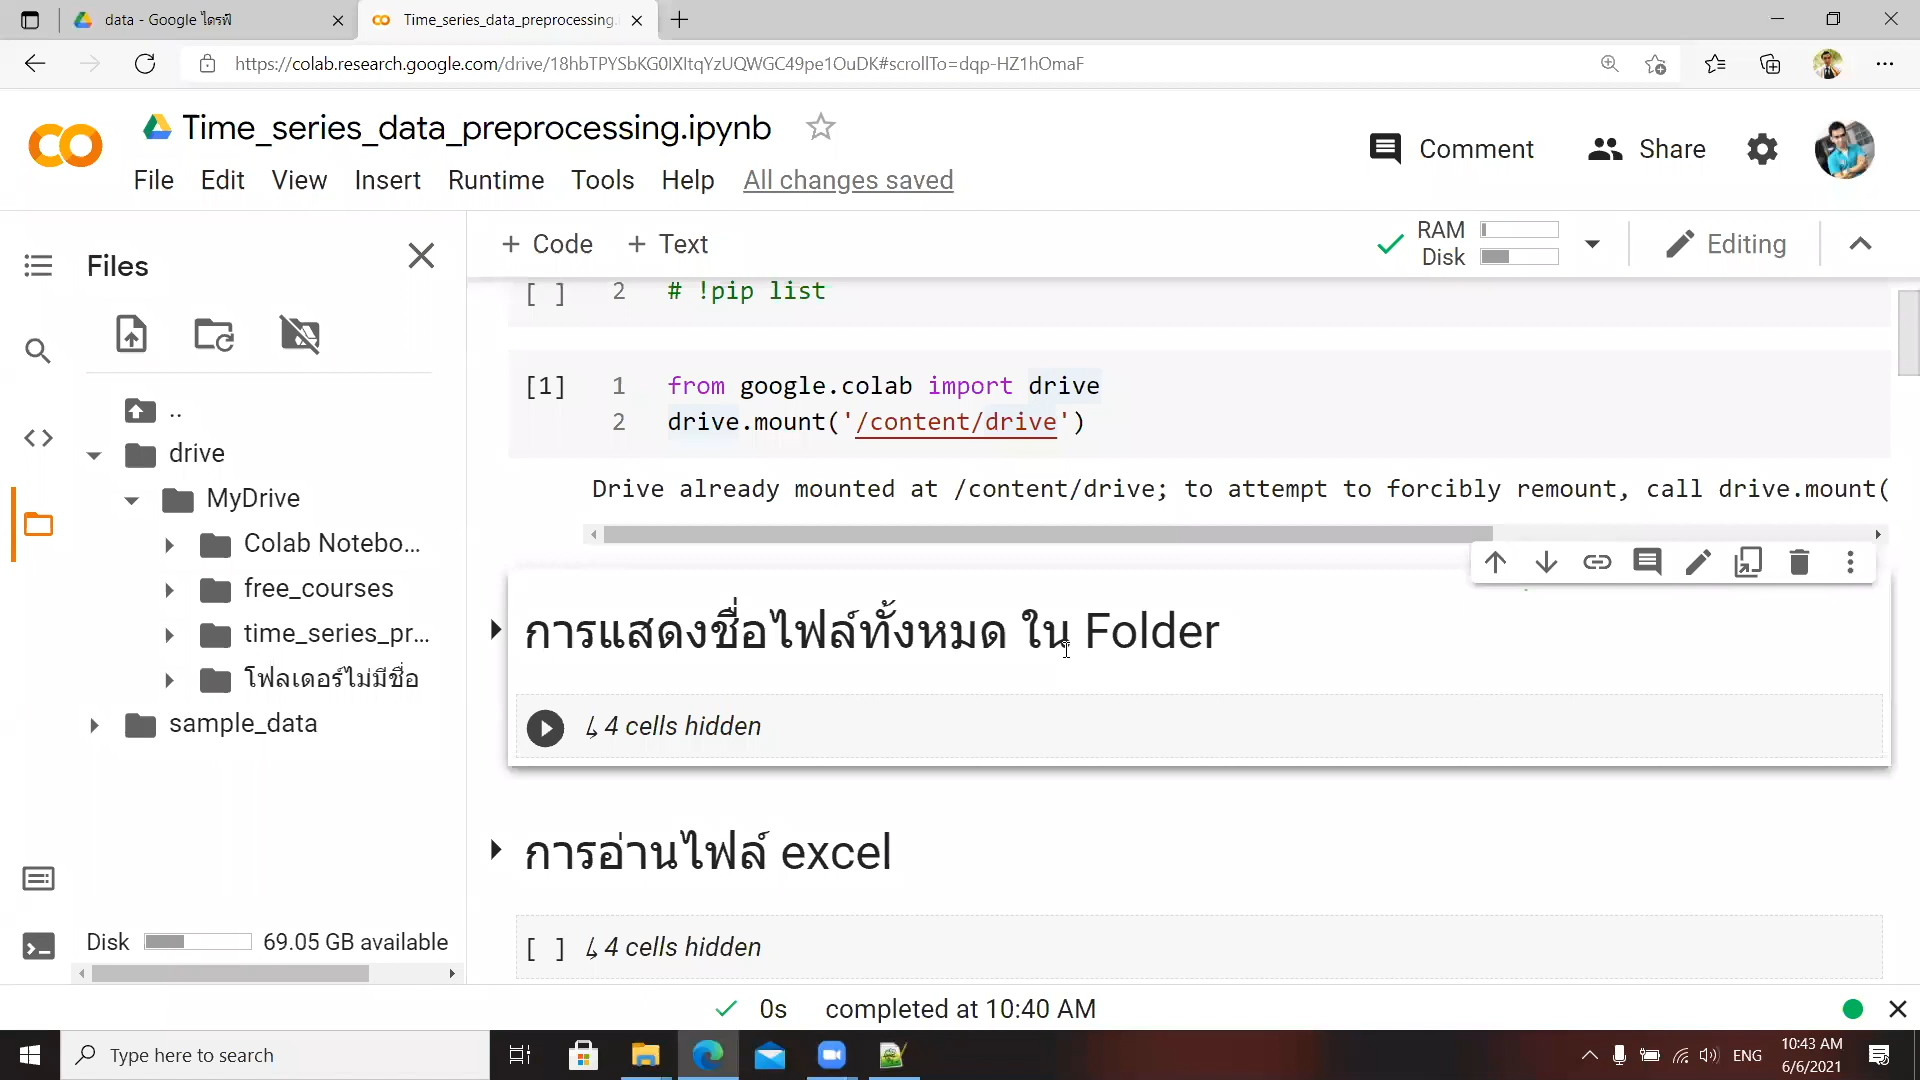 data - Google ไดรฟ์
Time_series_data_preprocessing.
https://colab.research.google.com/drive/18hbTPYSbKG0IXItqYzUQWGC49pe1OuDK#scrollTo=dqp-HZ1hOmaF
Time_series_data_preprocessing.ipynb
Comment
Share
File Edit View Insert Runtime Tools Help All changes saved
+ Code + Text
RAM
Disk
Editing
Files
..
drive
MyDrive
Colab Notebo...
free_courses
time_series_pr...
โฟลเดอร์ไม่มีชื่อ
sample_data
Disk 69.05 GB available
[ ] 2 # !pip list
[1] 1 from google.colab import drive
2 drive.mount('/content/drive')
Drive already mounted at /content/drive; to attempt to forcibly remount, call drive.mount(
การแสดงชื่อไฟล์ทั้งหมด ใน Folder
↳ 4 cells hidden
การอ่านไฟล์ excel
[ ] ↳ 4 cells hidden
0s completed at 10:40 AM
Type here to search
ENG
10:43 AM
6/6/2021